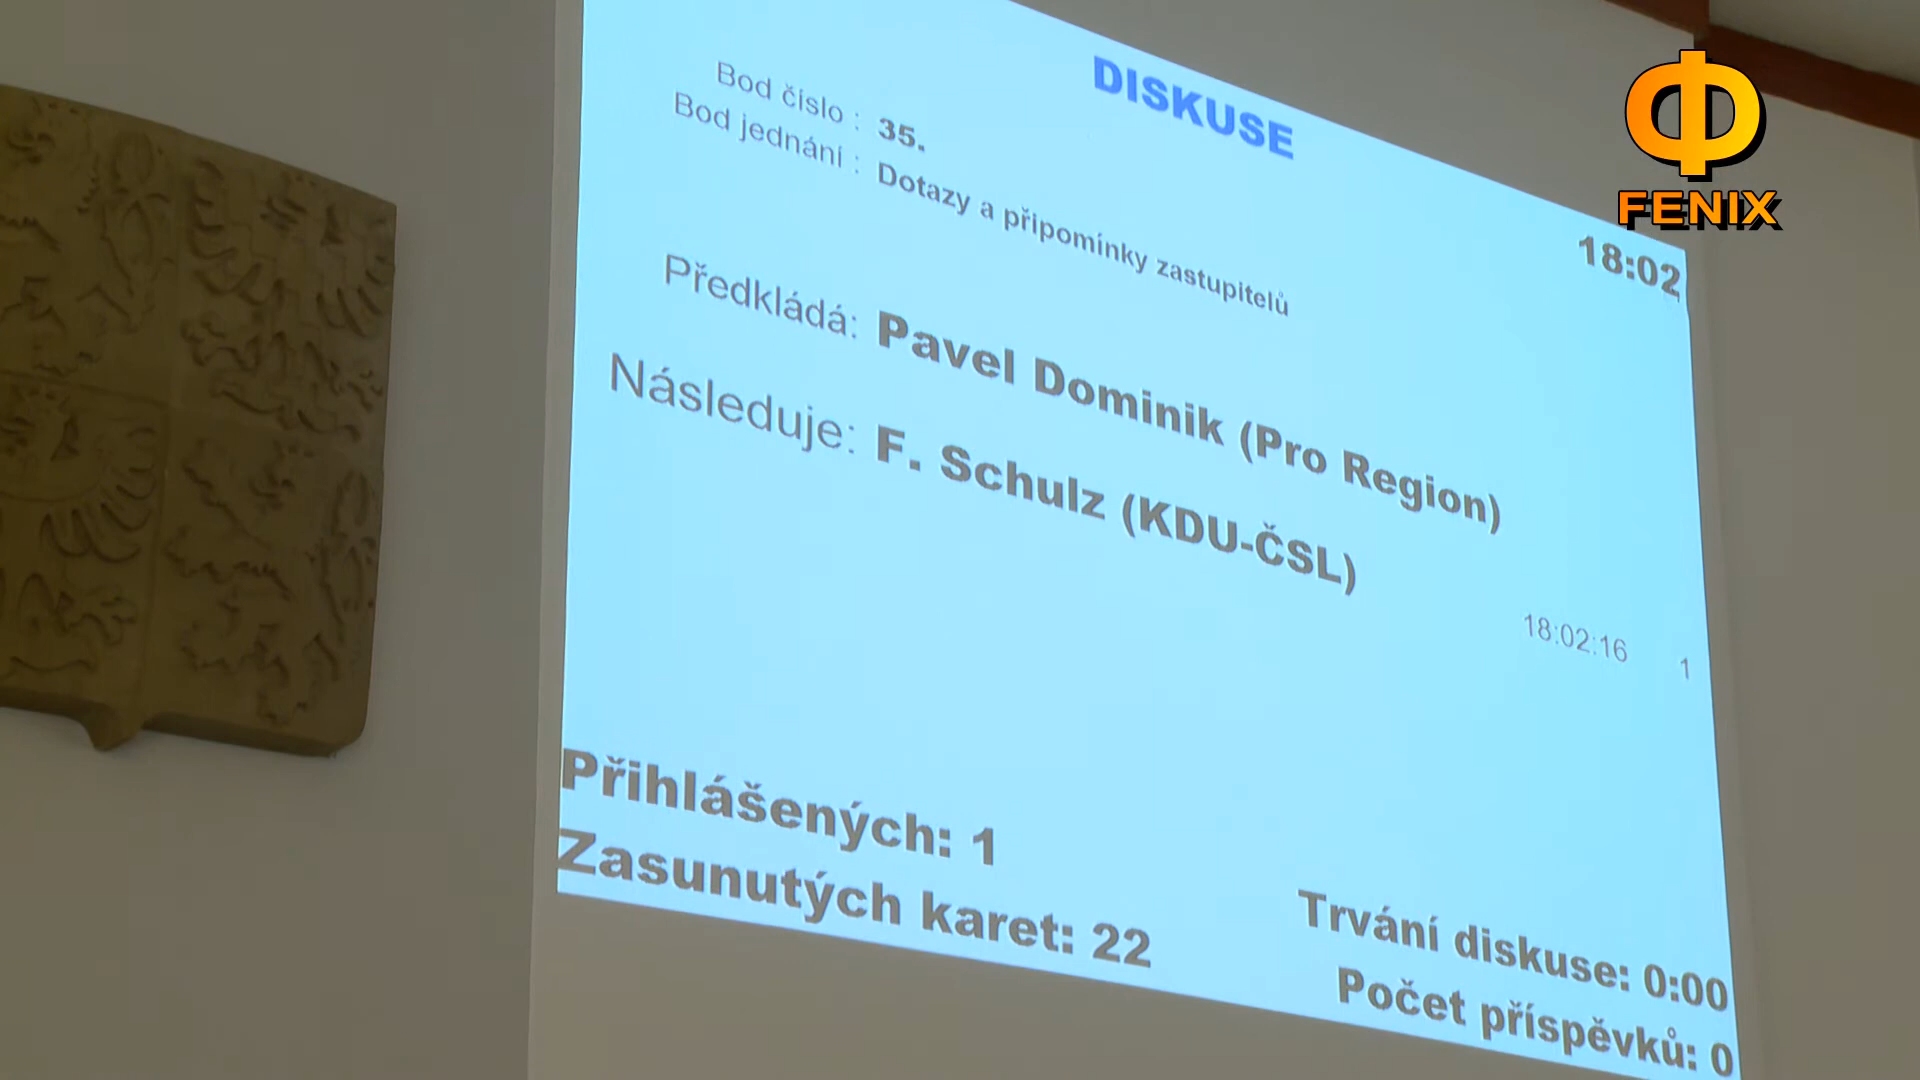 DISKUSE
Bod číslo : 35.
Bod jednání : Dotazy a připomínky zastupitelů
18:02
Předkládá: Pavel Dominik (Pro Region)
Následuje: F. Schulz (KDU-ČSL)
18:02:16 1
Přihlášených: 1
Zasunutých karet: 22
Trvání diskuse: 0:00
Počet příspěvků: 0
FENIX